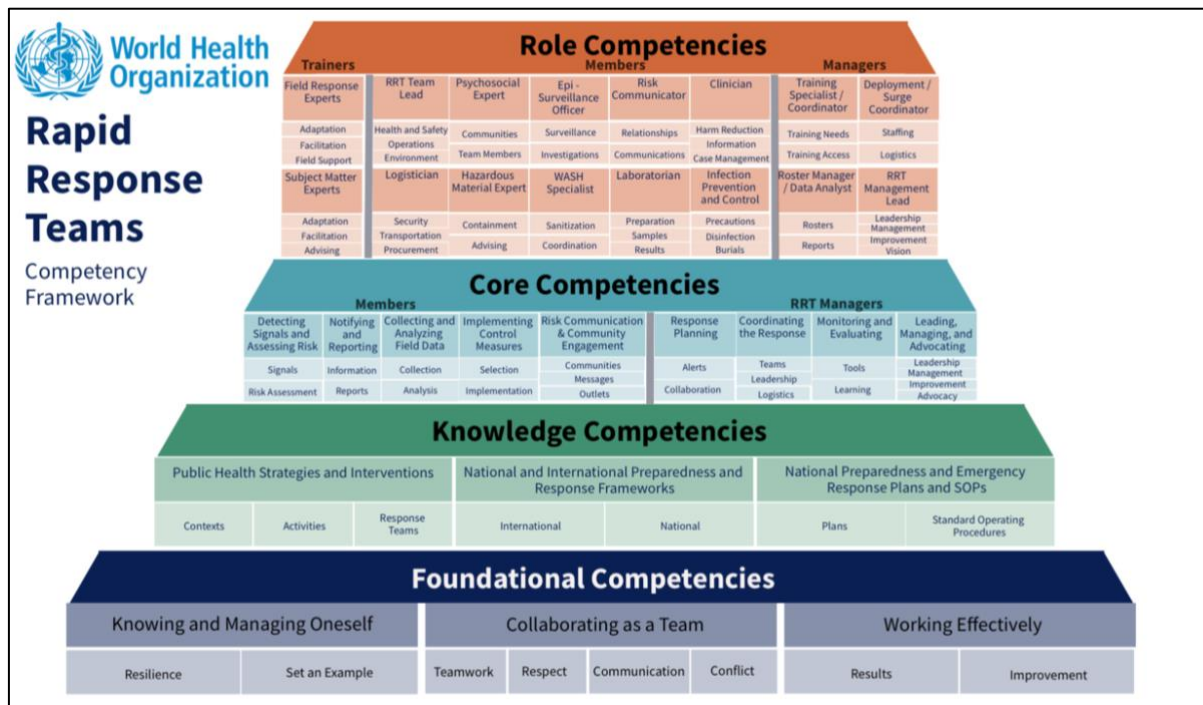 World Health
Organization
Rapid
Response
Teams
Competency
Framework
Role Competencies
Trainers
Members
Managers
Field Response
Experts
Adaptation
Facilitation
Field Support
Subject Matter
Experts
Adaptation
Facilitation
Advising
RRT Team
Lead
Health and Safety
Operations
Environment
Psychosocial
Expert
Communities
Team Members
Epi -
Surveillance
Officer
Surveillance
Investigations
Risk
Communicator
Relationships
Communications
Clinician
Harm Reduction
Information
Case Management
Logistician
Security
Transportation
Procurement
Hazardous
Material Expert
Containment
Advising
WASH
Specialist
Sanitization
Coordination
Laboratorian
Preparation
Samples
Results
Infection
Prevention
and Control
Precautions
Disinfection
Burials
Training
Specialist /
Coordinator
Training Needs
Training Access
Deployment /
Surge
Coordinator
Staffing
Logistics
Roster Manager
/ Data Analyst
Rosters
Reports
RRT
Management
Lead
Leadership
Management
Improvement
Vision
Core Competencies
Members
RRT Managers
Detecting
Signals and
Assessing Risk
Signals
Risk Assessment
Notifying
and
Reporting
Information
Reports
Collecting and
Analyzing
Field Data
Collection
Analysis
Implementing
Control
Measures
Selection
Implementation
Risk Communication
& Community
Engagement
Communities
Messages
Outlets
Response
Planning
Alerts
Collaboration
Coordinating
the Response
Teams
Leadership
Logistics
Monitoring and
Evaluating
Tools
Learning
Leading,
Managing, and
Advocating
Leadership
Management
Improvement
Advocacy
Knowledge Competencies
Public Health Strategies and Interventions
Contexts
Activities
Response
Teams
National and International Preparedness and
Response Frameworks
International
National
National Preparedness and Emergency
Response Plans and SOPs
Plans
Standard Operating
Procedures
Foundational Competencies
Knowing and Managing Oneself
Resilience
Set an Example
Collaborating as a Team
Teamwork
Respect
Communication
Conflict
Working Effectively
Results
Improvement